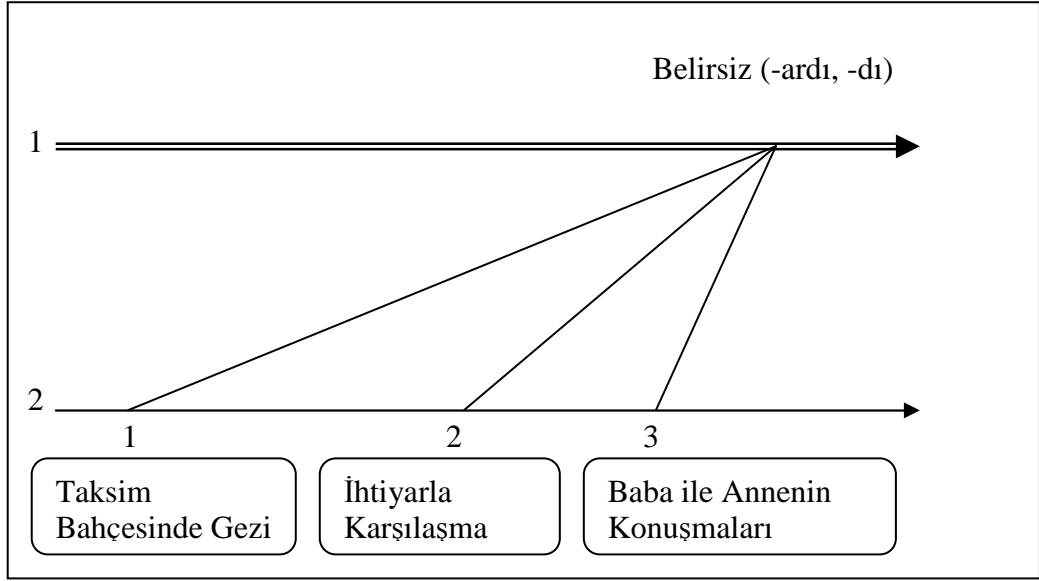 Belirsiz (-ardı, -dı)
1
2
1 2 3
Taksim
Bahçesinde Gezi
İhtiyarla
Karşılaşma
Baba ile Annenin
Konuşmaları